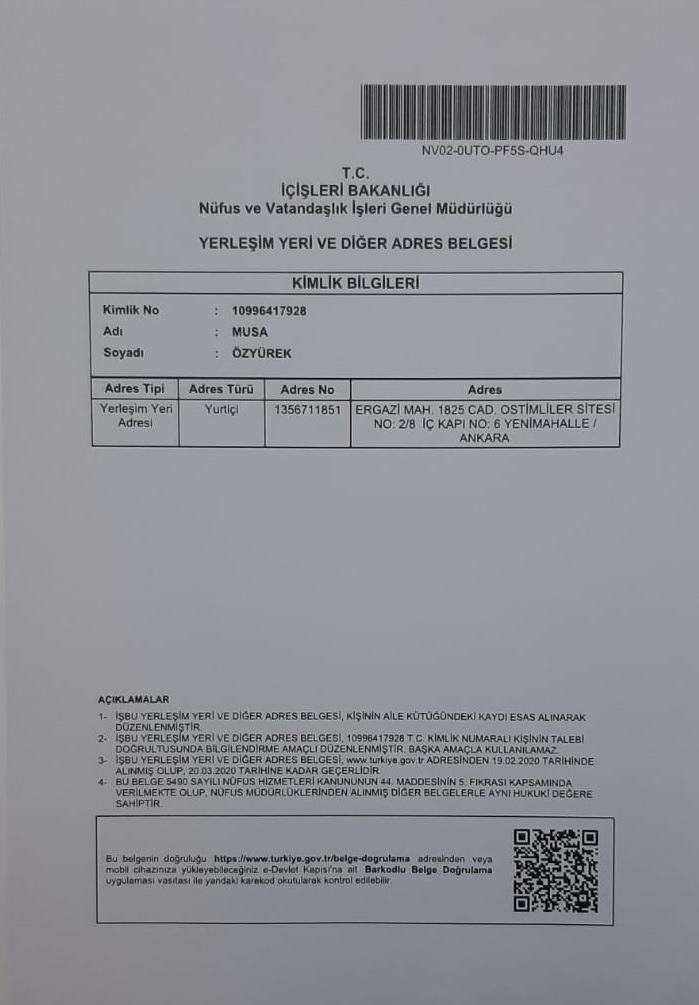 NV02-0UTO-PF5S-QHU4
T.C.
İÇİŞLERİ BAKANLIĞI
Nüfus ve Vatandaşlık İşleri Genel Müdürlüğü
YERLEŞİM YERİ VE DİĞER ADRES BELGESİ
KİMLİK BİLGİLERİ
Kimlik No : 10996417928
Adı : MUSA
Soyadı : ÖZYÜREK
Adres Tipi Adres Türü Adres No Adres
Yerleşim Yeri Adresi Yurtiçi 1356711851 ERGAZİ MAH. 1825 CAD. OSTİMLİLER SİTESİ
NO: 2/8 İÇ KAPI NO: 6 YENİMAHALLE /
ANKARA
AÇIKLAMALAR
1- İŞBU YERLEŞİM YERİ VE DİĞER ADRES BELGESİ, KİŞİNİN AİLE KÜTÜĞÜNDEKİ KAYDI ESAS ALINARAK
DÜZENLENMİŞTİR.
2- İŞBU YERLEŞİM YERİ VE DİĞER ADRES BELGESİ, 10996417928 T.C. KİMLİK NUMARALI KİŞİNİN TALEBİ
DOĞRULTUSUNDA BİLGİLENDİRME AMAÇLI DÜZENLENMİŞTİR. BAŞKA AMAÇLA KULLANILAMAZ.
3- İŞBU YERLEŞİM YERİ VE DİĞER ADRES BELGESİ, www.turkiye.gov.tr ADRESİNDEN 19.02.2020 TARİHİNDE
ALINMIŞ OLUP, 20.03.2020 TARİHİNE KADAR GEÇERLİDİR.
4- BU BELGE 5490 SAYILI NÜFUS HİZMETLERİ KANUNUNUN 44. MADDESİNİN 5. FIKRASI KAPSAMINDA
VERİLMEKTE OLUP, NÜFUS MÜDÜRLÜKLERİNDEN ALINMIŞ DİĞER BELGELERLE AYNI HUKUKİ DEĞERE
SAHİPTİR.
Bu belgenin doğruluğu https://www.turkiye.gov.tr/belge-dogrulama adresinden veya
mobil cihazınıza yükleyebileceğiniz e-Devlet Kapısı'na ait Barkodlu Belge Doğrulama
uygulaması vasıtası ile yandaki karekod okutularak kontrol edilebilir.